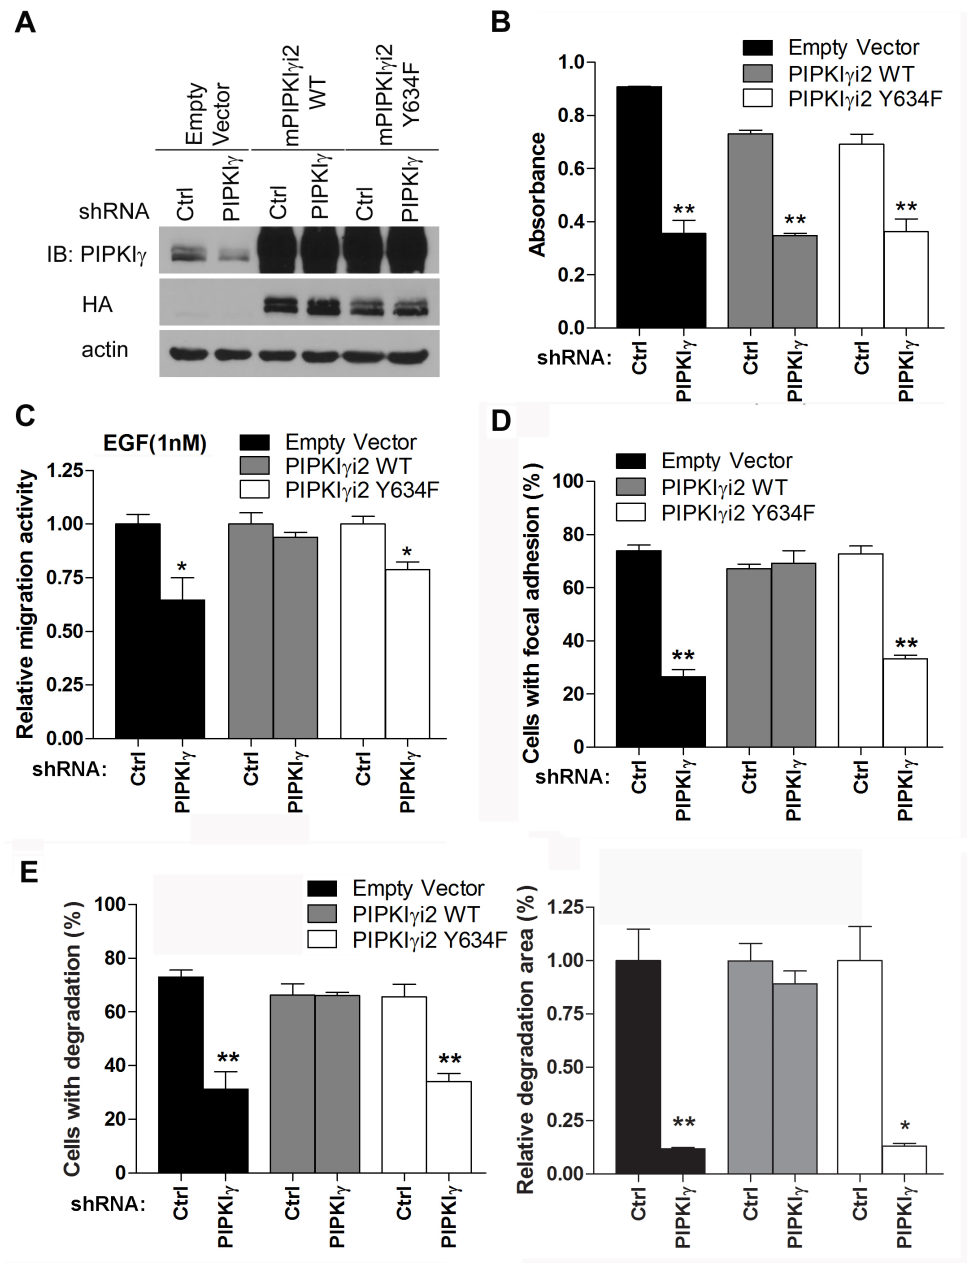 A
Empty
Vector
mPIPKIγi2
WT
mPIPKIγi2
Y634F
shRNA
Ctrl
PIPKIγ
Ctrl
PIPKIγ
Ctrl
PIPKIγ
IB: PIPKIγ
HA
actin
B
Empty Vector
PIPKIγi2 WT
PIPKIγi2 Y634F
Absorbance
1.0
0.8
0.6
0.4
0.2
0.0
**
**
**
shRNA:
Ctrl
PIPKIγ
Ctrl
PIPKIγ
Ctrl
PIPKIγ
C
EGF(1nM)
Empty Vector
PIPKIγi2 WT
PIPKIγi2 Y634F
Relative migration activity
1.25
1.00
0.75
0.50
0.25
0.00
*
*
shRNA:
Ctrl
PIPKIγ
Ctrl
PIPKIγ
Ctrl
PIPKIγ
D
Empty Vector
PIPKIγi2 WT
PIPKIγi2 Y634F
Cells with focal adhesion (%)
100
80
60
40
20
0
**
**
shRNA:
Ctrl
PIPKIγ
Ctrl
PIPKIγ
Ctrl
PIPKIγ
E
Empty Vector
PIPKIγi2 WT
PIPKIγi2 Y634F
Cells with degradation (%)
100
80
60
40
20
0
**
**
shRNA:
Ctrl
PIPKIγ
Ctrl
PIPKIγ
Ctrl
PIPKIγ
Relative degradation area (%)
1.25
1.00
0.75
0.50
0.25
0.00
**
*
Ctrl
PIPKIγ
Ctrl
PIPKIγ
Ctrl
PIPKIγ